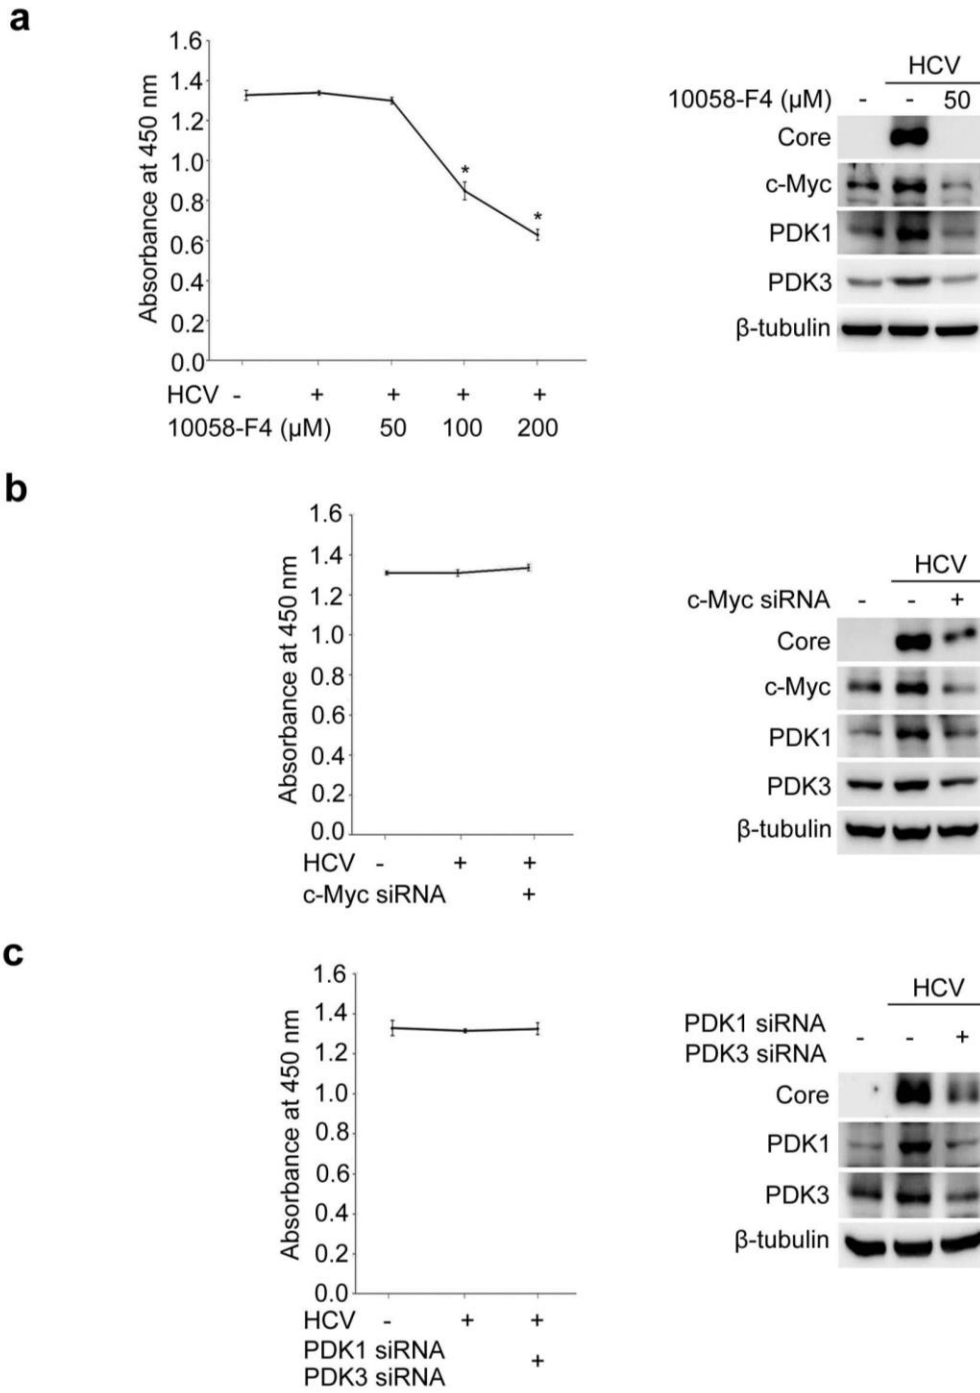 a
1.6
1.4
1.2
1.0
0.8
0.6
0.4
0.2
0.0
Absorbance at 450 nm
*
*
HCV - + + + +
10058-F4 (µM) 50 100 200
HCV
10058-F4 (µM) - - 50
Core
c-Myc
PDK1
PDK3
β-tubulin
b
1.6
1.4
1.2
1.0
0.8
0.6
0.4
0.2
0.0
Absorbance at 450 nm
HCV - + +
c-Myc siRNA +
HCV
c-Myc siRNA - - +
Core
c-Myc
PDK1
PDK3
β-tubulin
c
1.6
1.4
1.2
1.0
0.8
0.6
0.4
0.2
0.0
Absorbance at 450 nm
HCV - + +
PDK1 siRNA
PDK3 siRNA +
HCV
PDK1 siRNA
PDK3 siRNA - - +
Core
PDK1
PDK3
β-tubulin